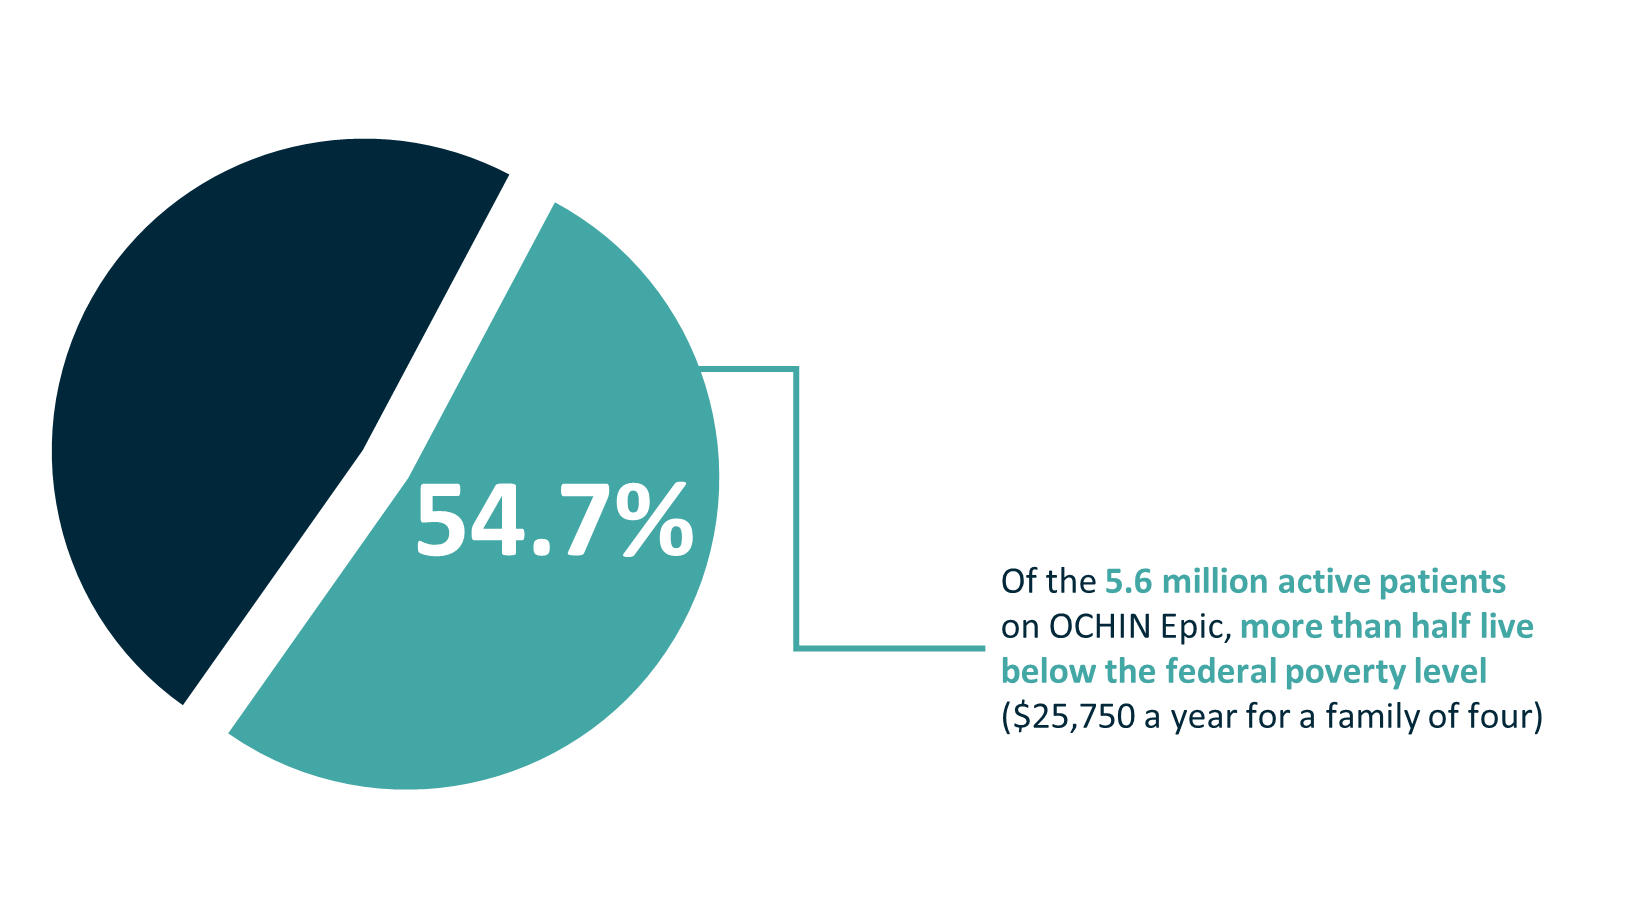 54.7%
Of the 5.6 million active patients
on OCHIN Epic, more than half live
below the federal poverty level
($25,750 a year for a family of four)